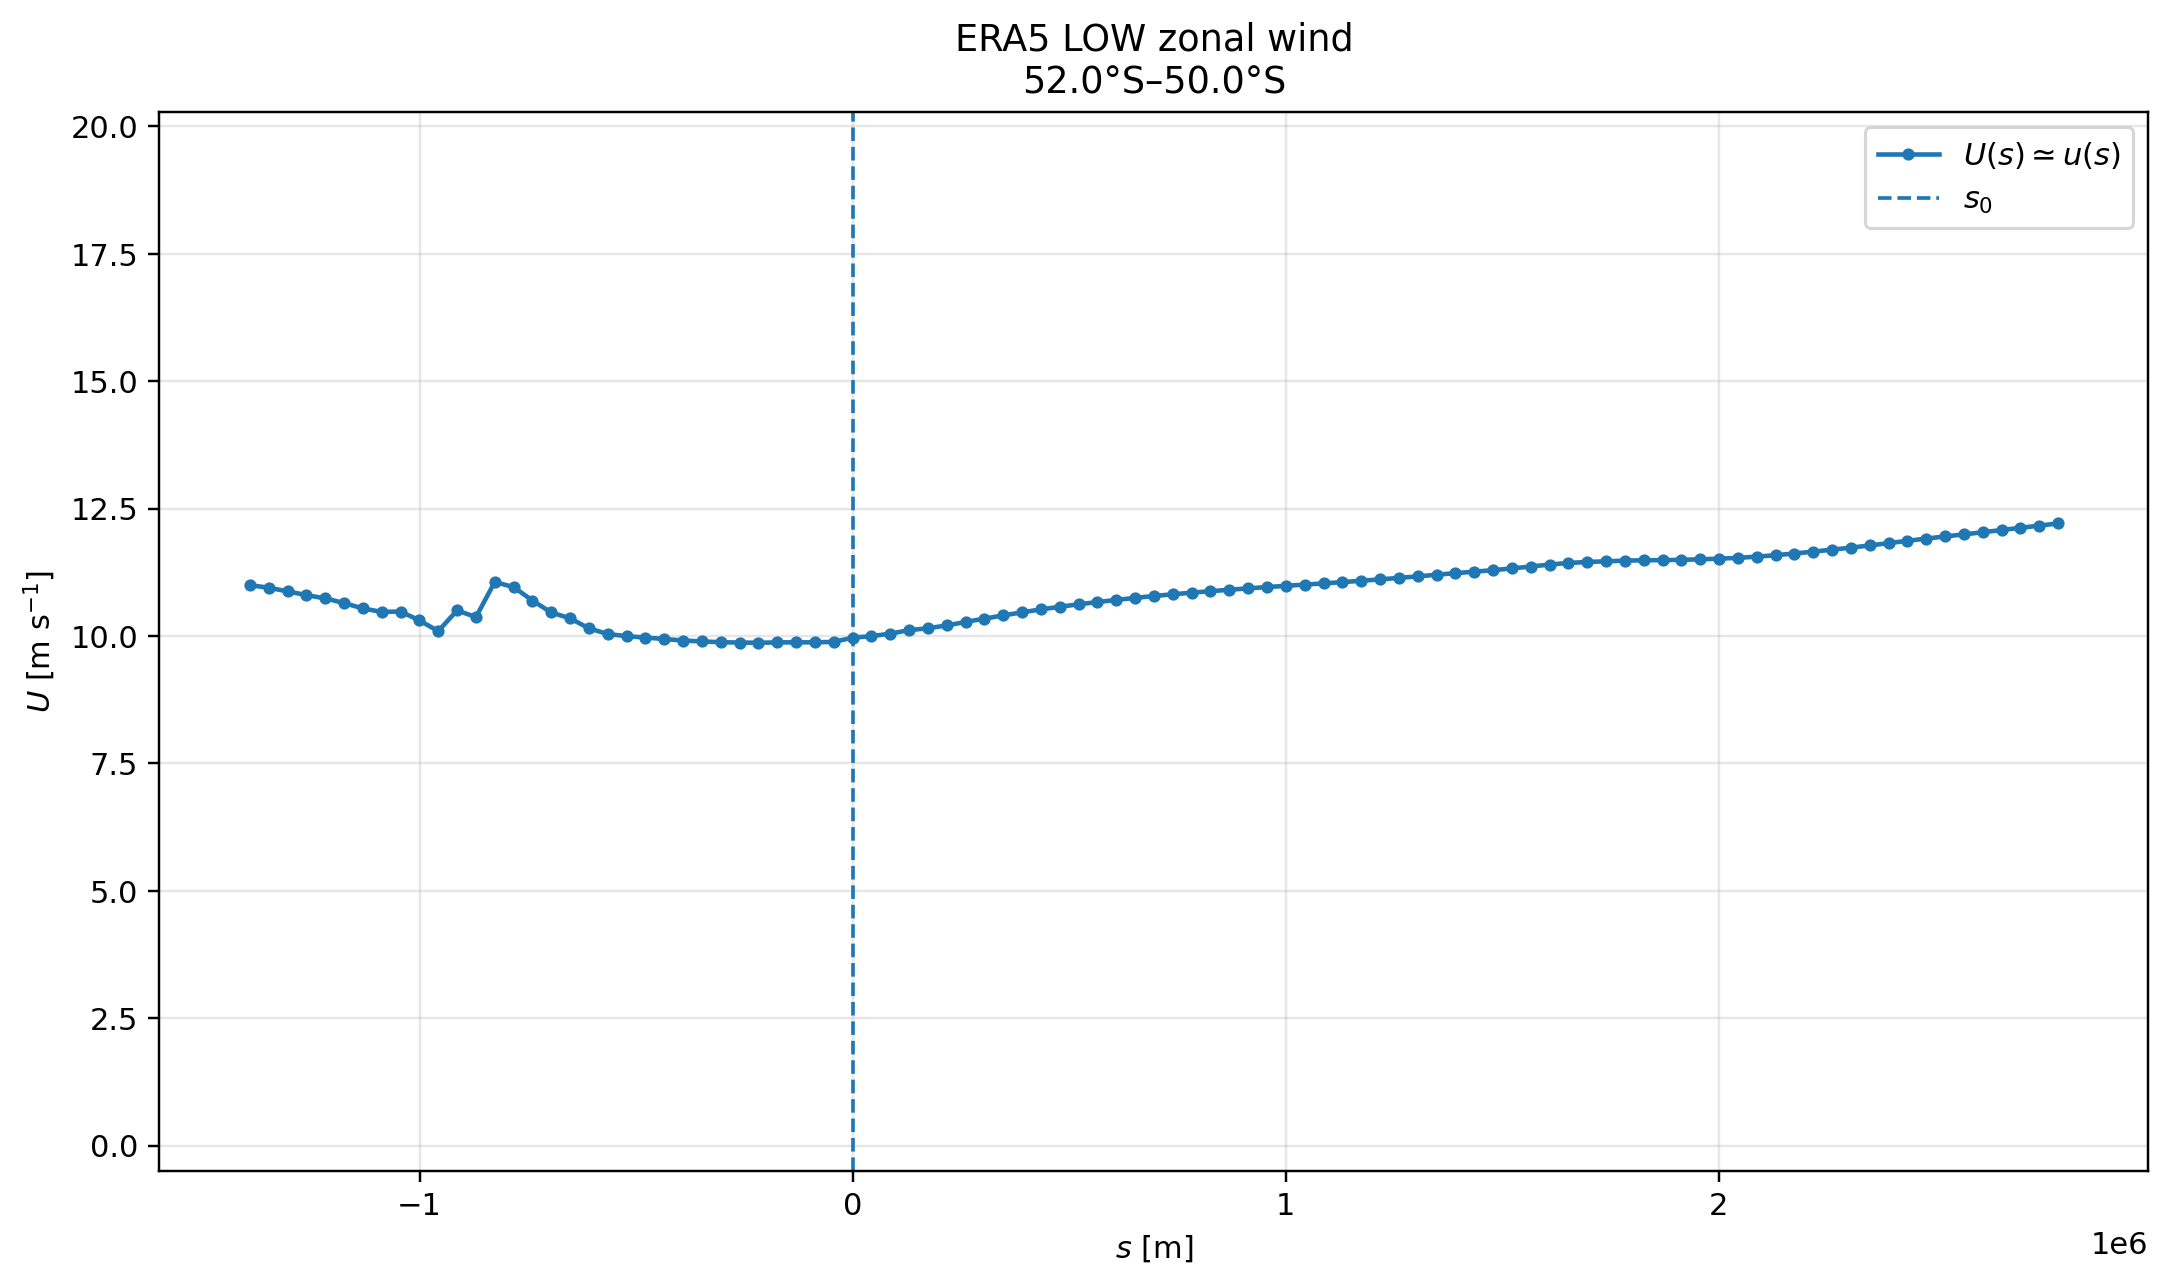 ERA5 LOW zonal wind
52.0°S–50.0°S
20.0
17.5
15.0
12.5
10.0
7.5
5.0
2.5
0.0
U [m s⁻¹]
U(s) ≃ u(s)
s₀
−1
0
1
2
1e6
s [m]